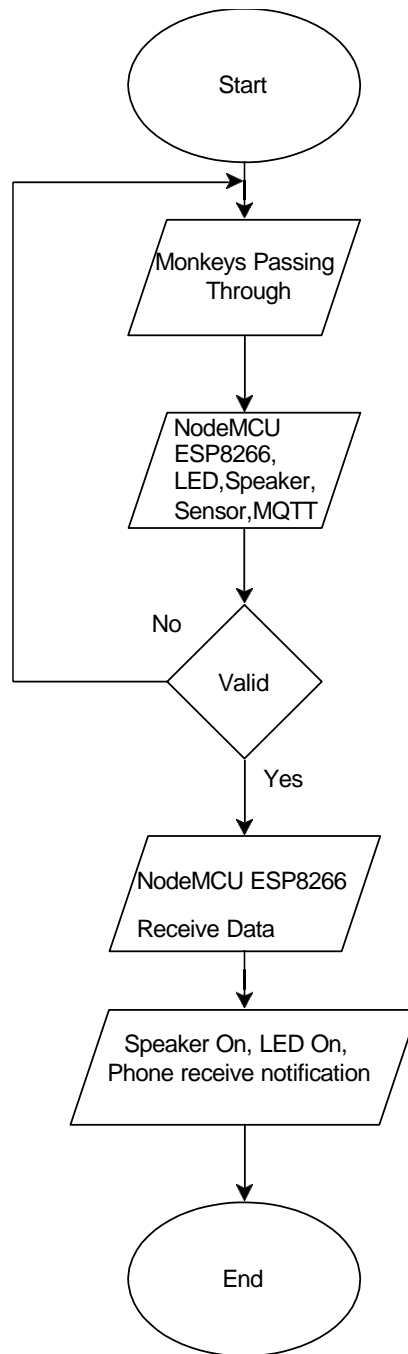 Start
Monkeys Passing
Through
NodeMCU
ESP8266,
LED,Speaker,
Sensor,MQTT
No
Valid
Yes
NodeMCU ESP8266
Receive Data
Speaker On, LED On,
Phone receive notification
End